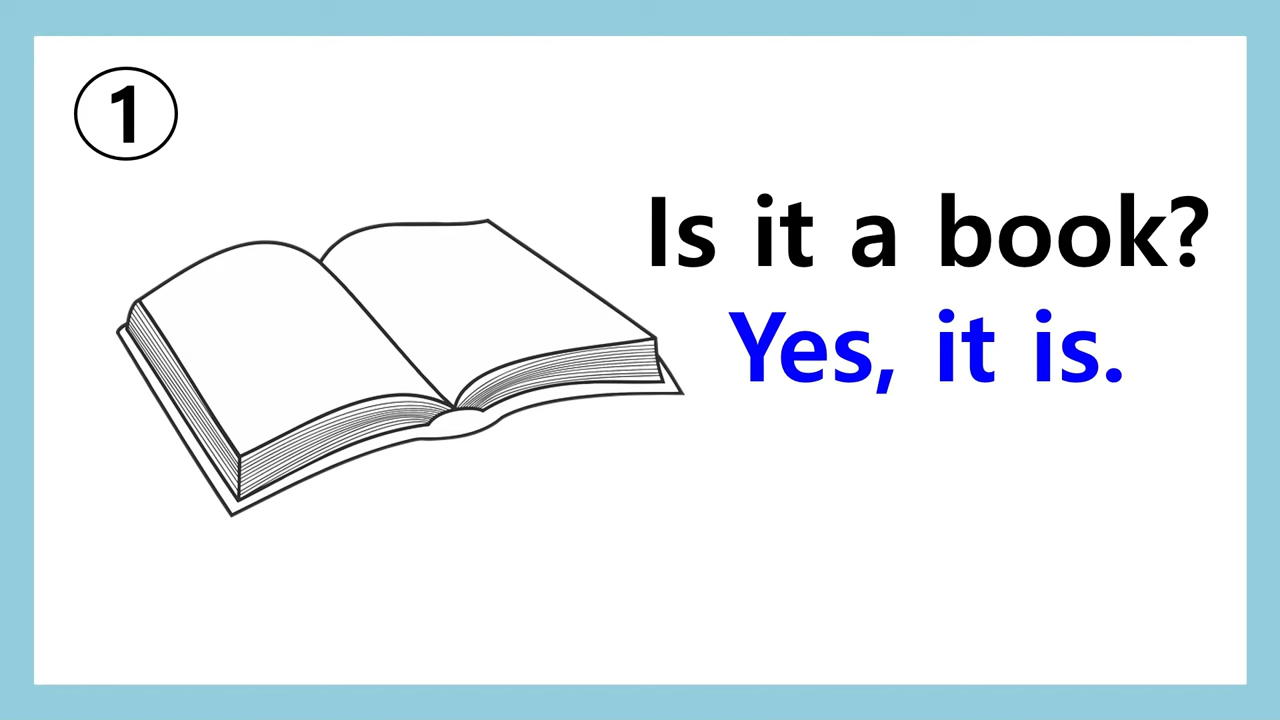 1
Is it a book?
Yes, it is.